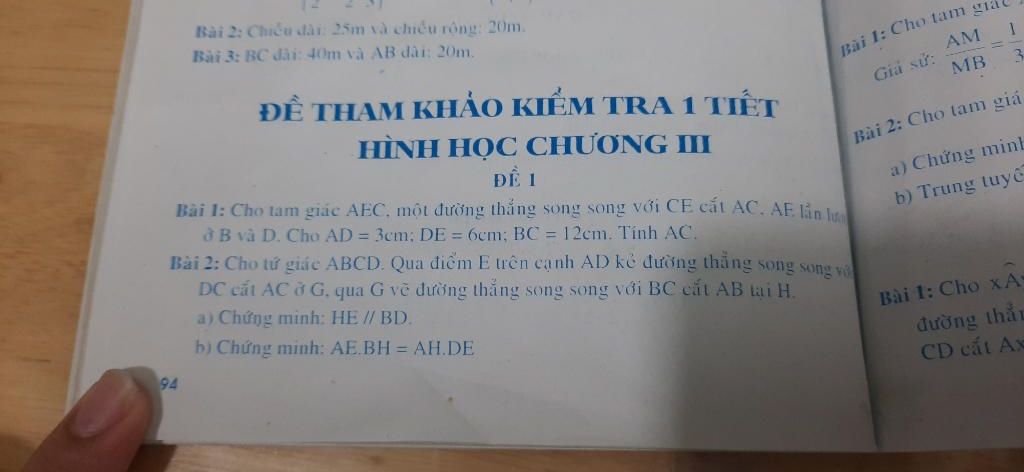 Bài 2: Chiều dài: 25m và chiều rộng: 20m.
Bài 3: BC dài: 40m và AB dài: 20m.
ĐỀ THAM KHẢO KIỂM TRA 1 TIẾT
HÌNH HỌC CHƯƠNG III
ĐỀ 1
Bài 1: Cho tam giác AEC, một đường thẳng song song với CE cắt AC, AE lần lượt
ở B và D. Cho AD = 3cm; DE = 6cm; BC = 12cm. Tính AC.
Bài 2: Cho tứ giác ABCD. Qua điểm E trên cạnh AD kẻ đường thẳng song song với
DC cắt AC ở G, qua G vẽ đường thẳng song song với BC cắt AB tại H.
a) Chứng minh: HE // BD.
b) Chứng minh: AE.BH = AH.DE
94
Bài 1: Cho tam giác
Giả sử: AM/MB = 1/3
Bài 2: Cho tam giá
a) Chứng minh
b) Trung tuyế
Bài 1: Cho xAy
đường thẳn
CD cắt Ax